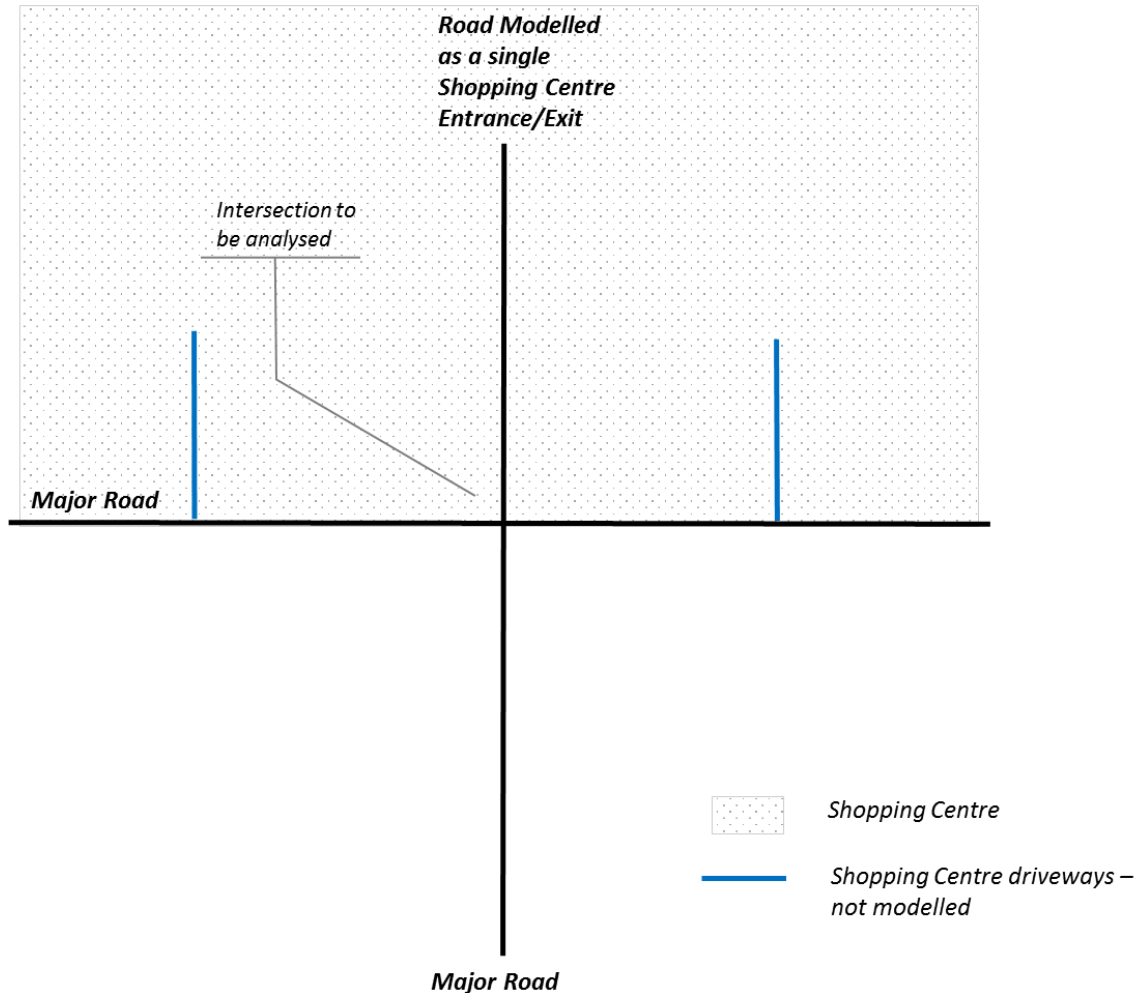 Road Modelled
as a single
Shopping Centre
Entrance/Exit
Intersection to
be analysed
Major Road
Shopping Centre
Shopping Centre driveways –
not modelled
Major Road